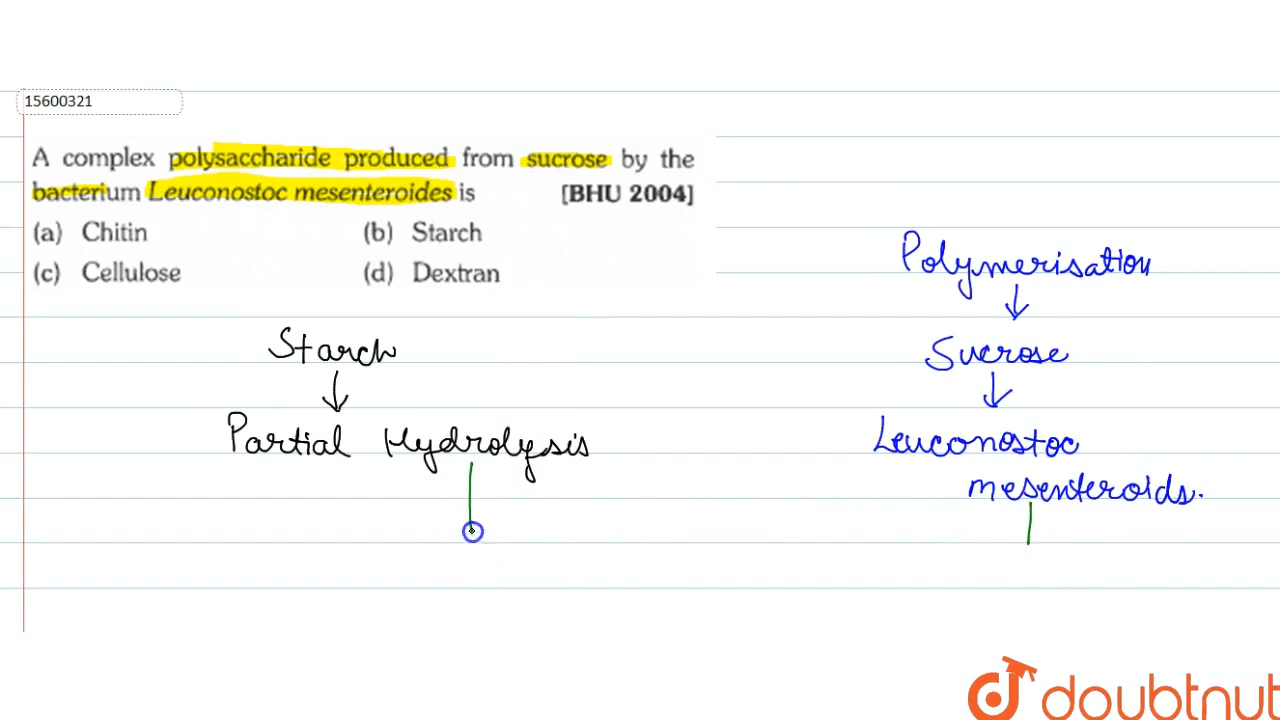 15600321
A complex polysaccharide produced from sucrose by the
bacterium Leuconostoc mesenteroides is [BHU 2004]
(a) Chitin (b) Starch
(c) Cellulose (d) Dextran
Starch
Partial Hydrolysis
Polymerisation
Sucrose
Leuconostoc
mesenteroids.
doubtnut